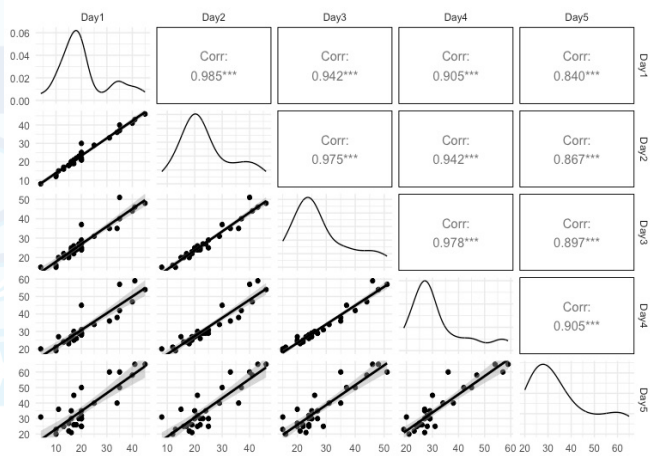 Day1 Day2 Day3 Day4 Day5
0.06
0.04
0.02
0.00
Corr:
0.985***
Corr:
0.942***
Corr:
0.905***
Corr:
0.840***
Day1
40
30
20
10
Corr:
0.975***
Corr:
0.942***
Corr:
0.867***
Day2
50
40
30
20
Corr:
0.978***
Corr:
0.897***
Day3
60
50
40
30
20
Corr:
0.905***
Day4
60
50
40
30
20
Day5
10 20 30 40 10 20 30 40 20 30 40 50 20 30 40 50 60 20 30 40 50 60